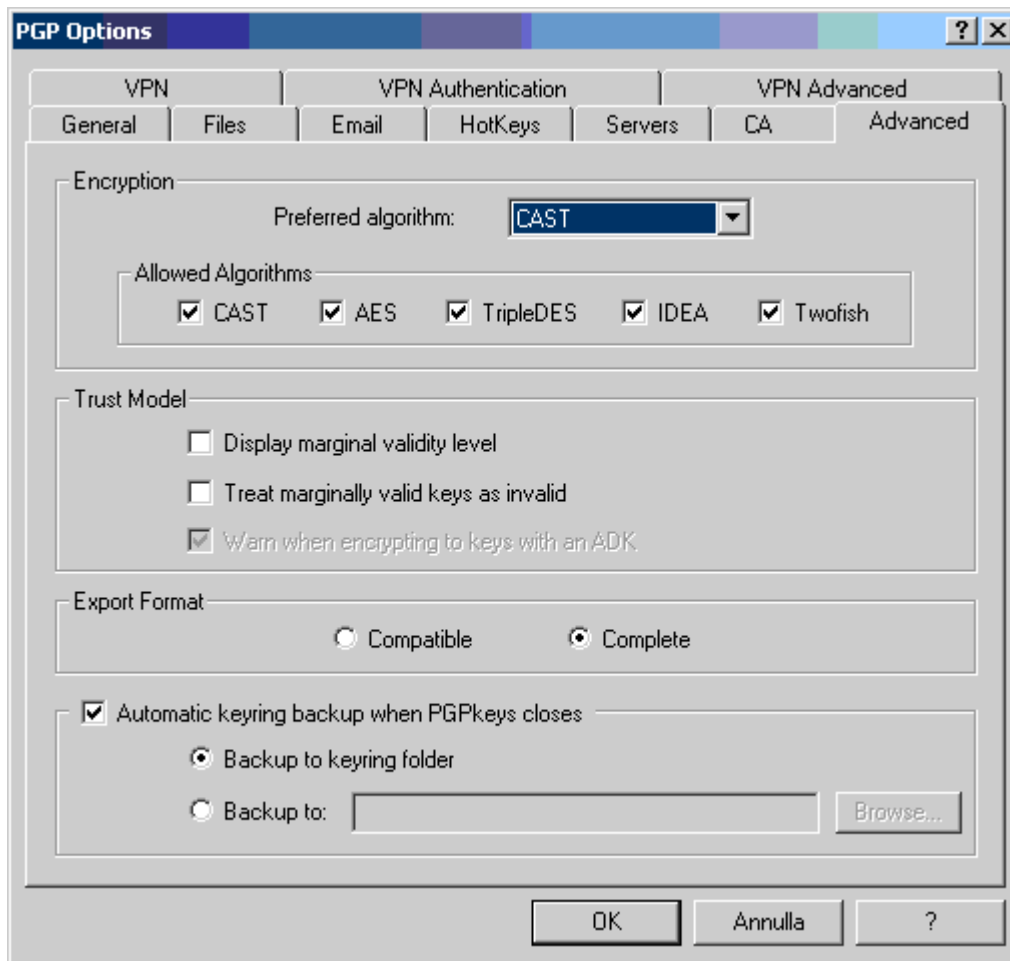 PGP Options
VPN VPN Authentication VPN Advanced
General Files Email HotKeys Servers CA Advanced
Encryption
Preferred algorithm: CAST
Allowed Algorithms
CAST AES TripleDES IDEA Twofish
Trust Model
Display marginal validity level
Treat marginally valid keys as invalid
Warn when encrypting to keys with an ADK
Export Format
Compatible Complete
Automatic keyring backup when PGPkeys closes
Backup to keyring folder
Backup to: Browse...
OK Annulla ?